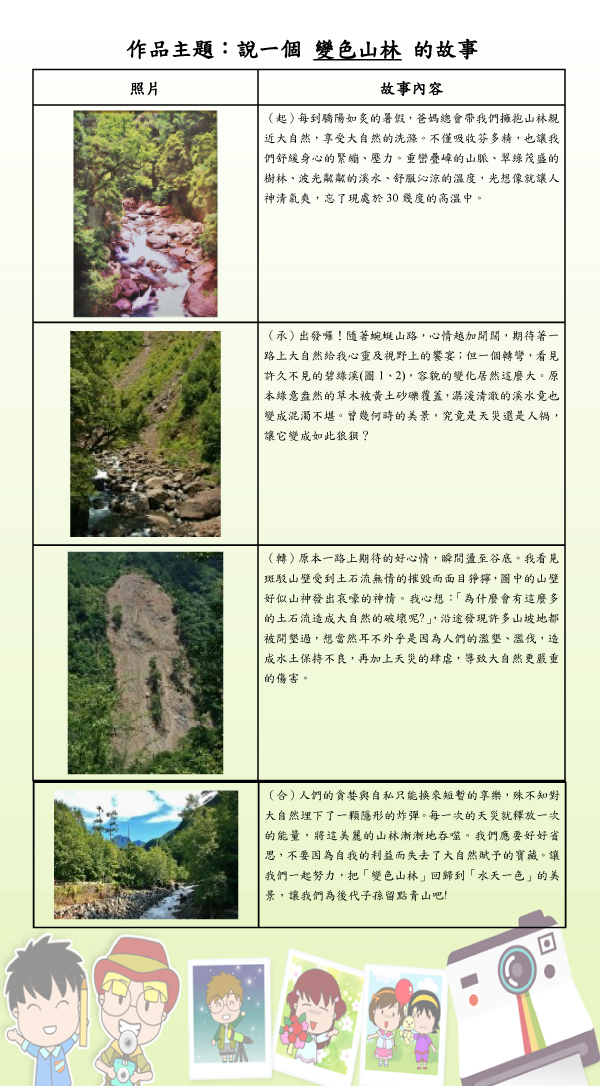 作品主題：說一個 變色山林 的故事
照片
故事內容
（起）每到驕陽如炙的暑假，爸媽總會帶我們擁抱山林親
近大自然，享受大自然的洗滌。不僅吸收芬多精，也讓我
們舒緩身心的緊繃、壓力。重巒疊嶂的山脈、翠綠茂盛的
樹林、波光粼粼的溪水、舒服沁涼的溫度，光想像就讓人
神清氣爽，忘了現處於 30 幾度的高溫中。
（承）出發囉！隨著蜿蜒山路，心情越加開闊，期待著一
路上大自然給我心靈及視野上的饗宴；但一個轉彎，看見
許久不見的碧綠溪(圖 1、2)，容貌的變化居然這麼大。原
本綠意盎然的草木被黃土砂礫覆蓋，潺湲清澈的溪水竟也
變成混濁不堪。曾幾何時的美景，究竟是天災還是人禍，
讓它變成如此狼狽？
（轉）原本一路上期待的好心情，瞬間盪至谷底。我看見
斑駁山壁受到土石流無情的摧毀而面目猙獰，圖中的山壁
好似山神發出哀嚎的神情。我心想：「為什麼會有這麼多
的土石流造成大自然的破壞呢?」，沿途發現許多山坡地都
被開墾過，想當然耳不外乎是因為人們的濫墾、濫伐，造
成水土保持不良，再加上天災的肆虐，導致大自然更嚴重
的傷害。
（合）人們的貪婪與自私只能換來短暫的享樂，殊不知對
大自然埋下了一顆隱形的炸彈。每一次的天災就釋放一次
的能量，將這美麗的山林漸漸地吞噬。我們應要好好省
思，不要因為自我的利益而失去了大自然賦予的寶藏。讓
我們一起努力，把「變色山林」回歸到「水天一色」的美
景，讓我們為後代子孫留點青山吧!